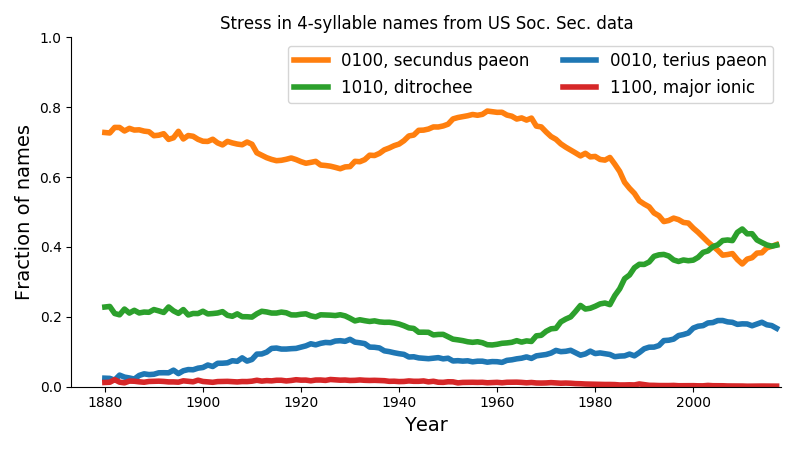 Stress in 4-syllable names from US Soc. Sec. data
1.0
0.8
0.6
0.4
0.2
0.0
Fraction of names
0100, secundus paeon
1010, ditrochee
0010, terius paeon
1100, major ionic
1880 1900 1920 1940 1960 1980 2000
Year